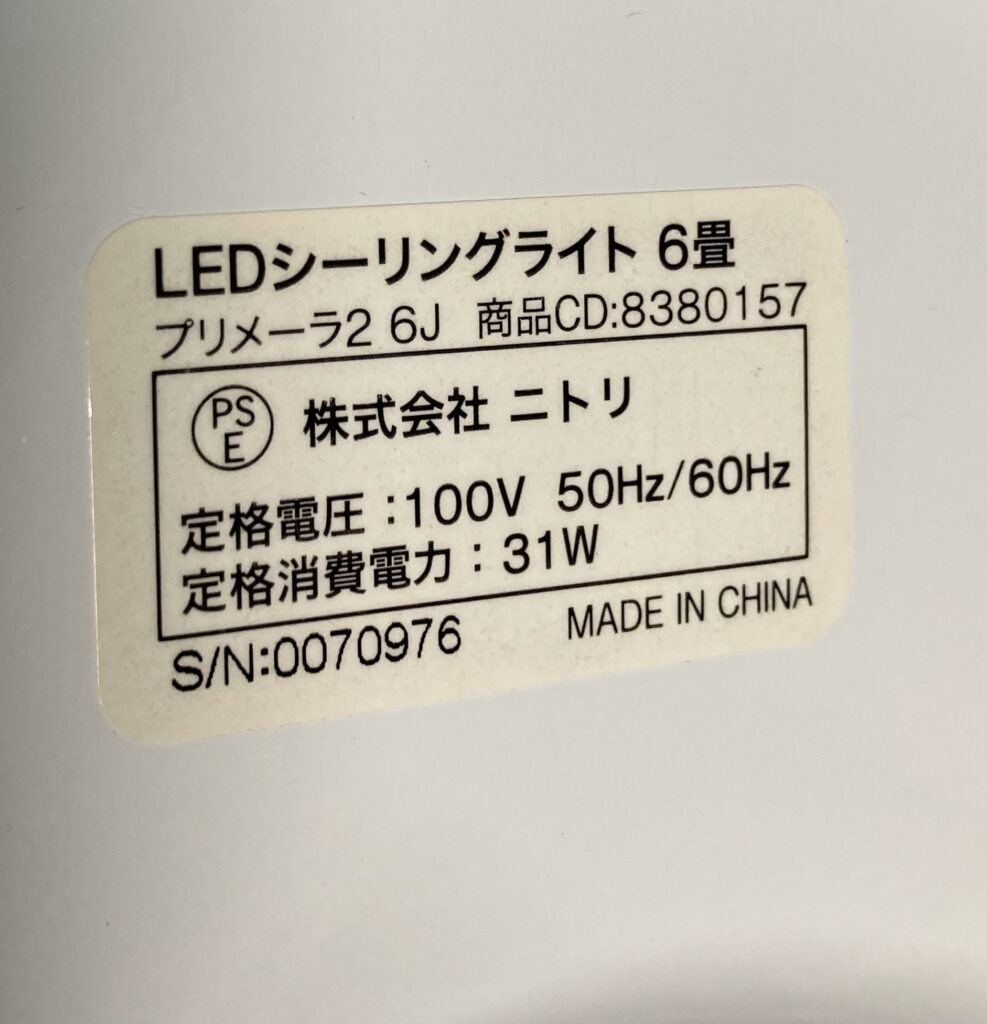 LEDシーリングライト 6畳
プリメーラ2 6J 商品CD:8380157
PSE 株式会社 ニトリ
定格電圧:100V 50Hz/60Hz
定格消費電力:31W
S/N:0070976 MADE IN CHINA